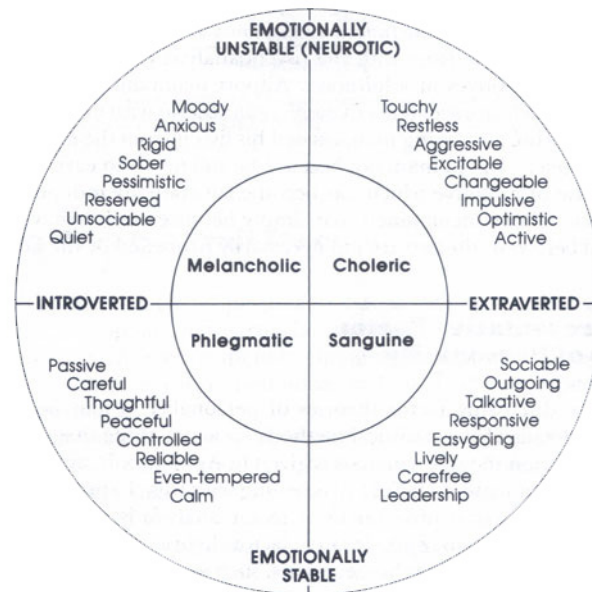 EMOTIONALLY
UNSTABLE (NEUROTIC)
Moody
Anxious
Rigid
Sober
Pessimistic
Reserved
Unsociable
Quiet
Touchy
Restless
Aggressive
Excitable
Changeable
Impulsive
Optimistic
Active
Melancholic
Choleric
INTROVERTED
EXTRAVERTED
Phlegmatic
Sanguine
Passive
Careful
Thoughtful
Peaceful
Controlled
Reliable
Even-tempered
Calm
Sociable
Outgoing
Talkative
Responsive
Easygoing
Lively
Carefree
Leadership
EMOTIONALLY
STABLE